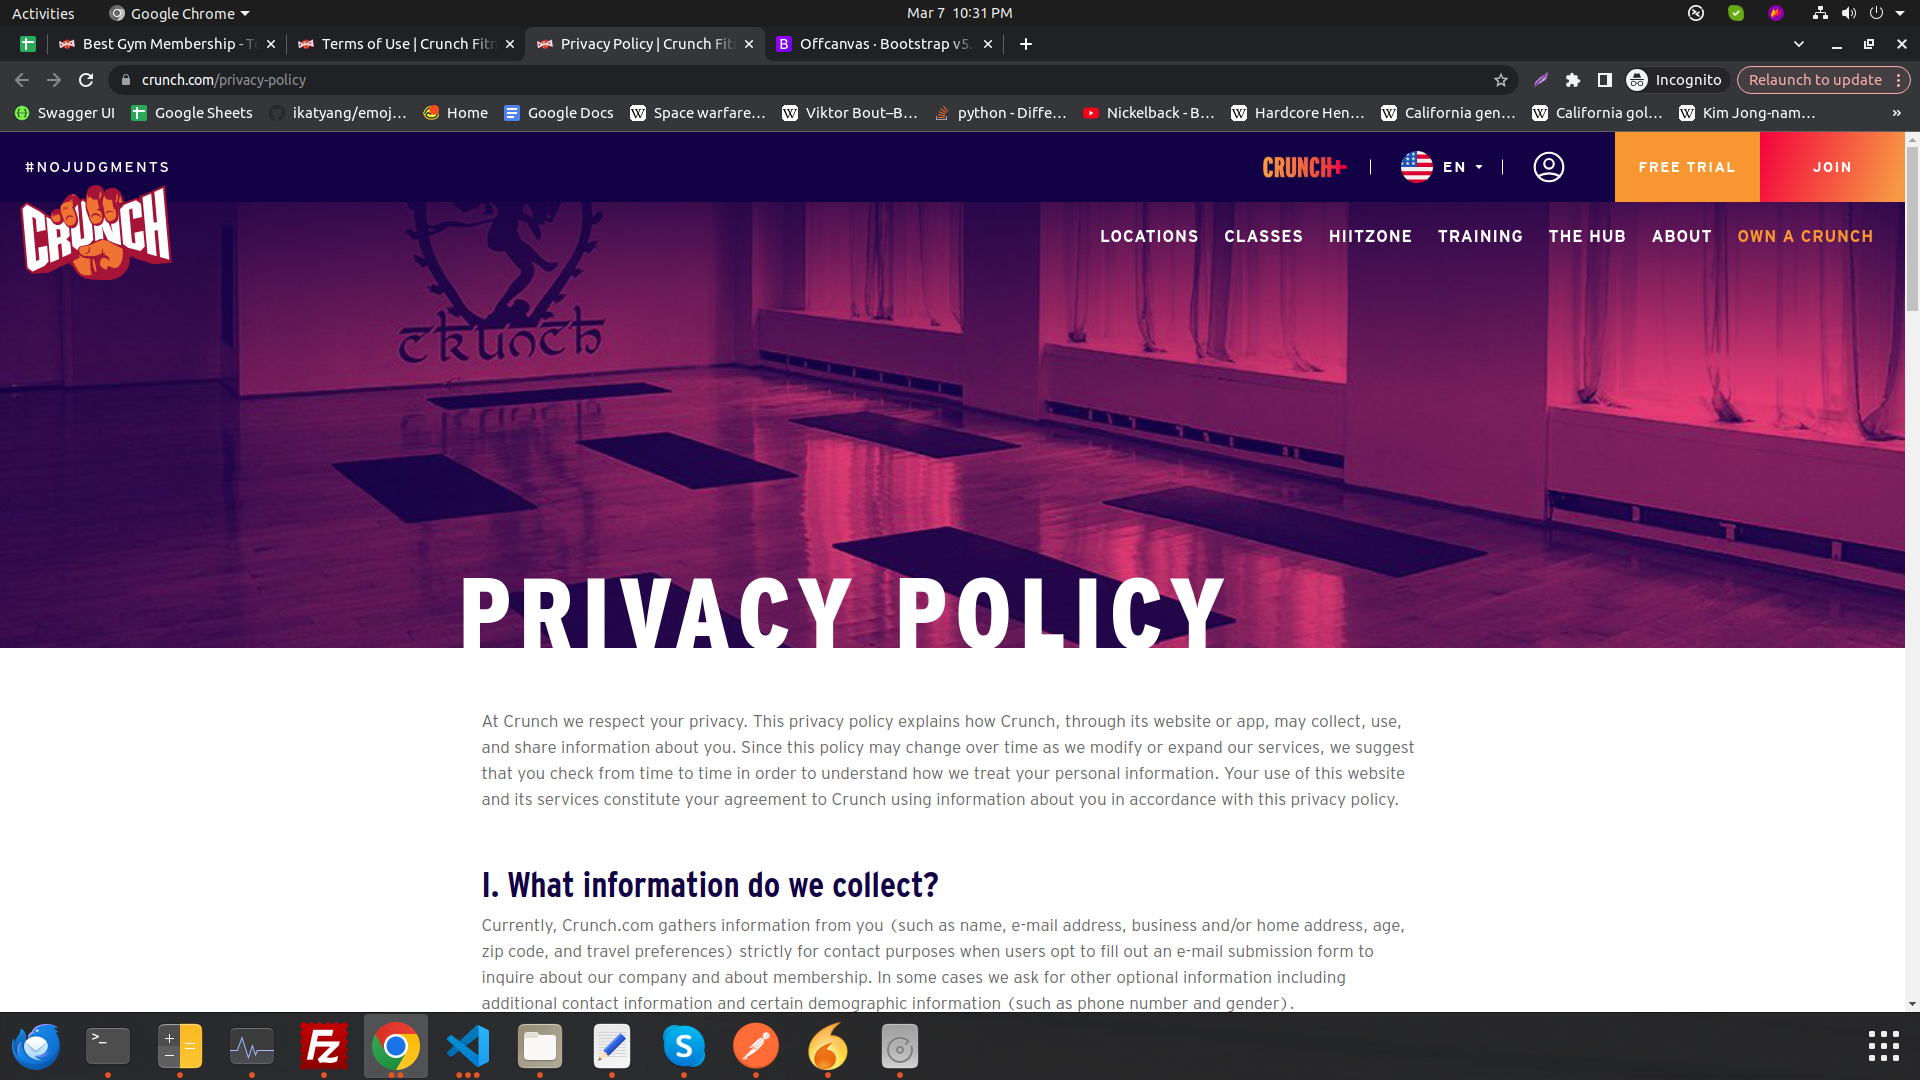 Activities
Google Chrome
Mar 7 10:31 PM
Best Gym Membership - To
Terms of Use | Crunch Fitn
Privacy Policy | Crunch Fitn
Offcanvas · Bootstrap v5.
crunch.com/privacy-policy
Incognito
Relaunch to update
Swagger UI
Google Sheets
ikatyang/emoj...
Home
Google Docs
Space warfare...
Viktor Bout–B...
python - Diffe...
Nickelback - B...
Hardcore Hen...
California gen...
California gol...
Kim Jong-nam...
»
#NOJUDGMENTS
CRUNCH
CRUNCH+
EN
FREE TRIAL
JOIN
LOCATIONS
CLASSES
HIITZONE
TRAINING
THE HUB
ABOUT
OWN A CRUNCH
CRUNCH
PRIVACY POLICY
At Crunch we respect your privacy. This privacy policy explains how Crunch, through its website or app, may collect, use,
and share information about you. Since this policy may change over time as we modify or expand our services, we suggest
that you check from time to time in order to understand how we treat your personal information. Your use of this website
and its services constitute your agreement to Crunch using information about you in accordance with this privacy policy.
I. What information do we collect?
Currently, Crunch.com gathers information from you (such as name, e-mail address, business and/or home address, age,
zip code, and travel preferences) strictly for contact purposes when users opt to fill out an e-mail submission form to
inquire about our company and about membership. In some cases we ask for other optional information including
additional contact information and certain demographic information (such as phone number and gender).